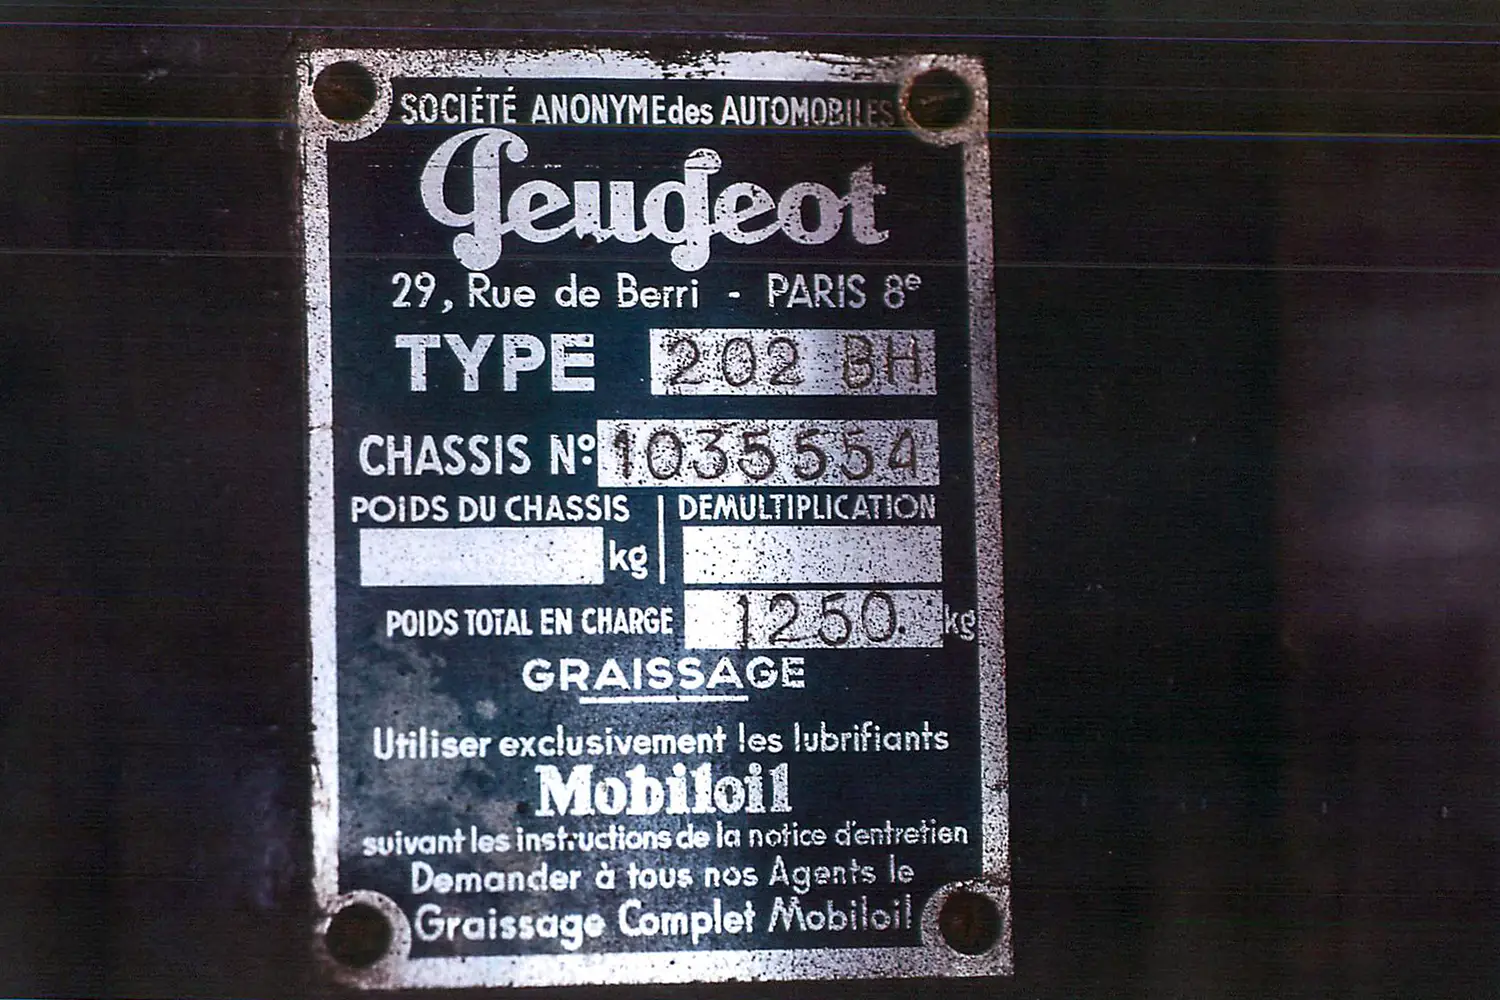 SOCIÉTÉ ANONYME des AUTOMOBILES
Peugeot
29, Rue de Berri - PARIS 8e
TYPE 202 BH
CHASSIS Nº: 1035554
POIDS DU CHASSIS | DEMULTIPLICATION
kg
POIDS TOTAL EN CHARGE 1250. kg
GRAISSAGE
Utiliser exclusivement les lubrifiants
Mobiloil
suivant les instructions de la notice d'entretien
Demander à tous nos Agents le
Graissage Complet Mobiloil